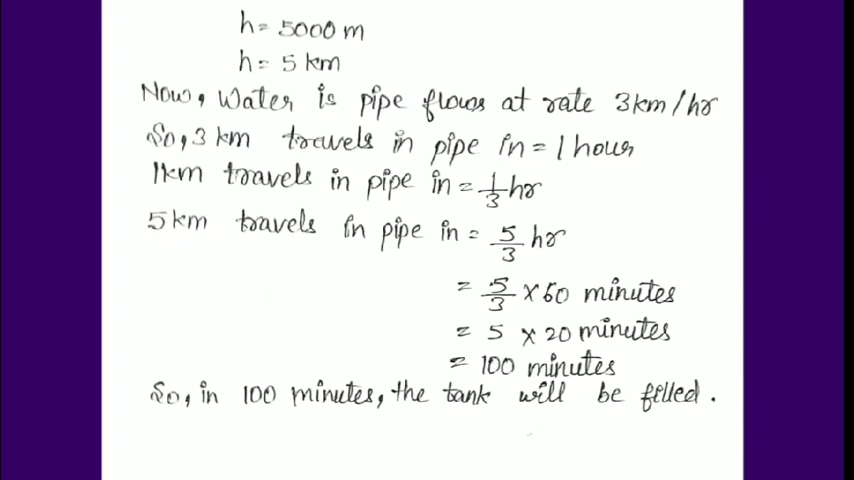 h = 5000 m
h = 5 km
Now, Water is pipe flows at rate 3km/hr
So, 3 km travels in pipe in = 1 hour
1km travels in pipe in = 1/3 hr
5 km travels in pipe in = 5/3 hr
= 5/3 × 60 minutes
= 5 × 20 minutes
= 100 minutes
So, in 100 minutes, the tank will be filled.